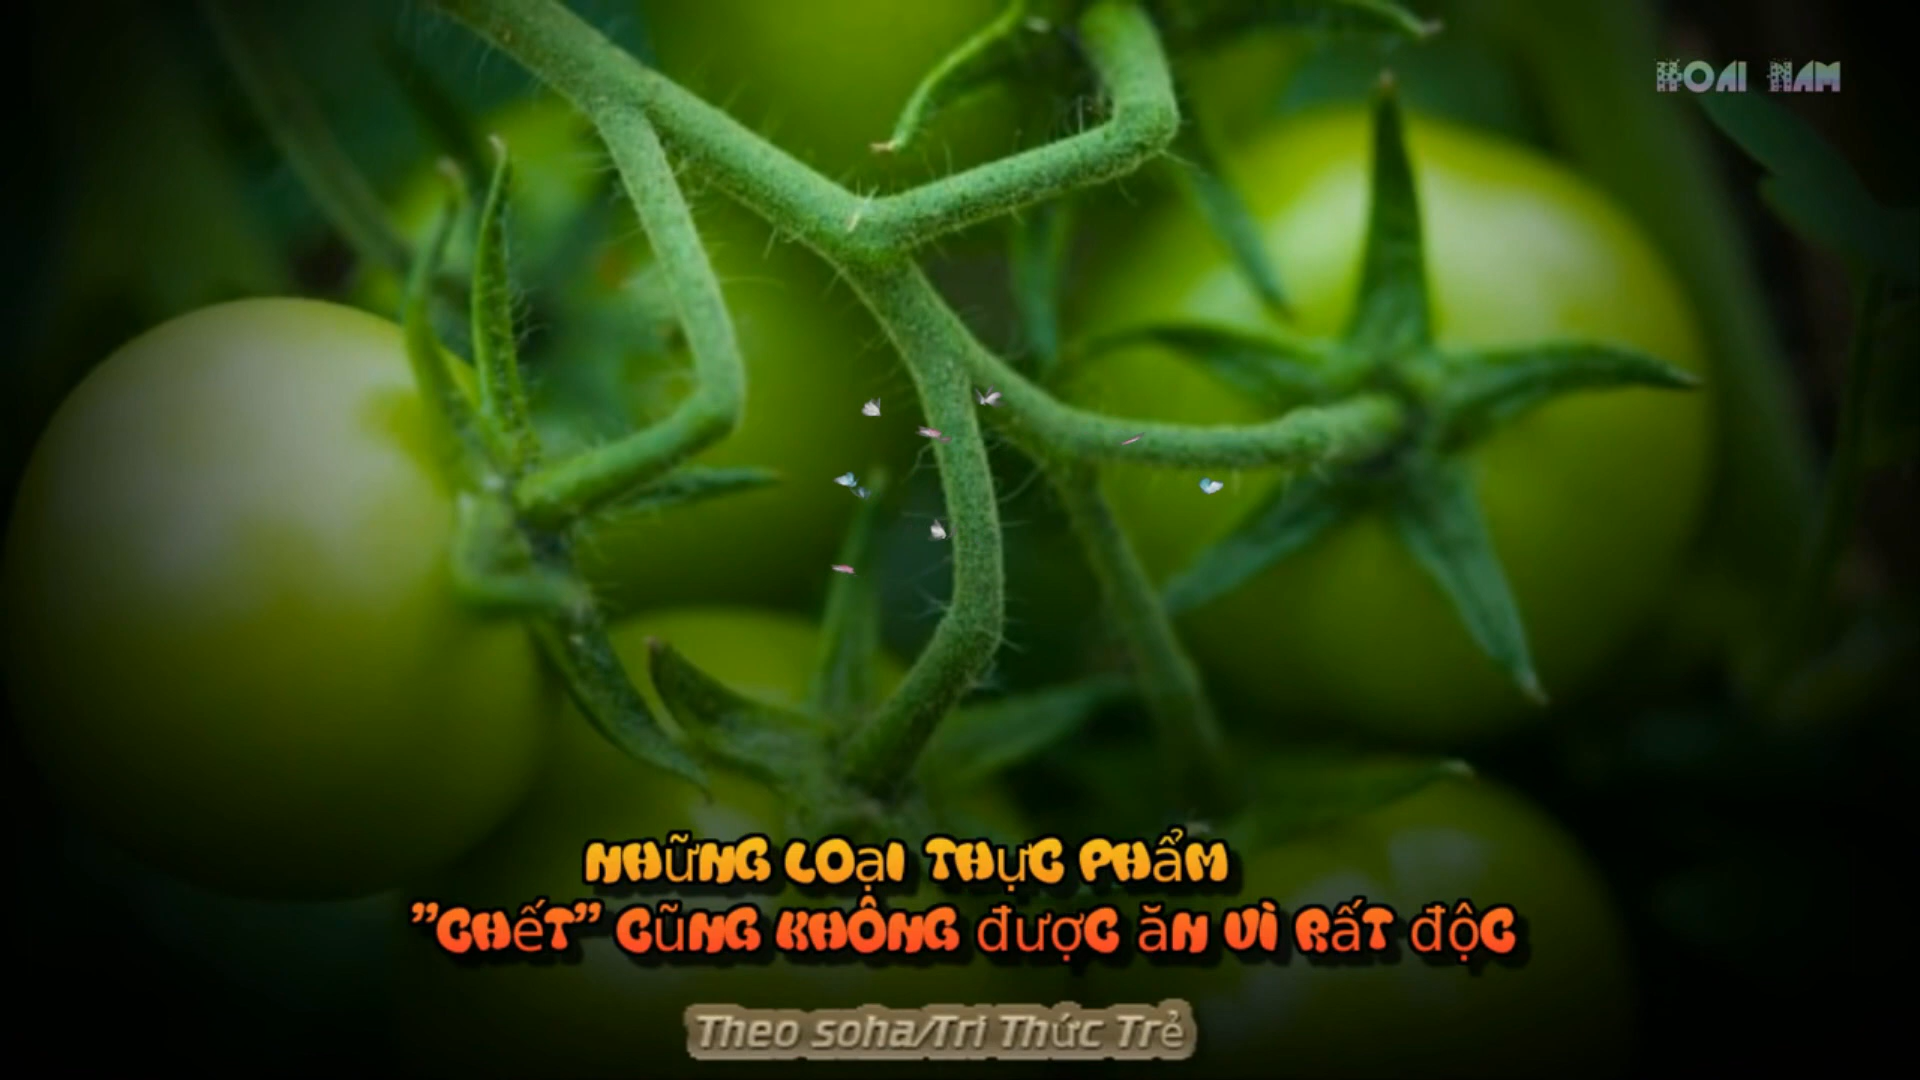 HOAI NAM
NHỮNG LOẠI THỰC PHẨM
"CHẾT" CŨNG KHÔNG ĐƯỢC ĂN VÌ RẤT ĐỘC
Theo soha/Tri Thức Trẻ